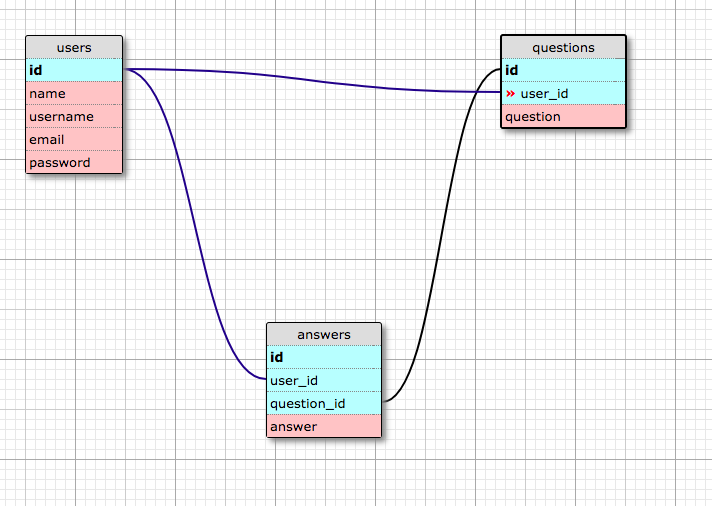 users
id
name
username
email
password
questions
id
» user_id
question
answers
id
user_id
question_id
answer